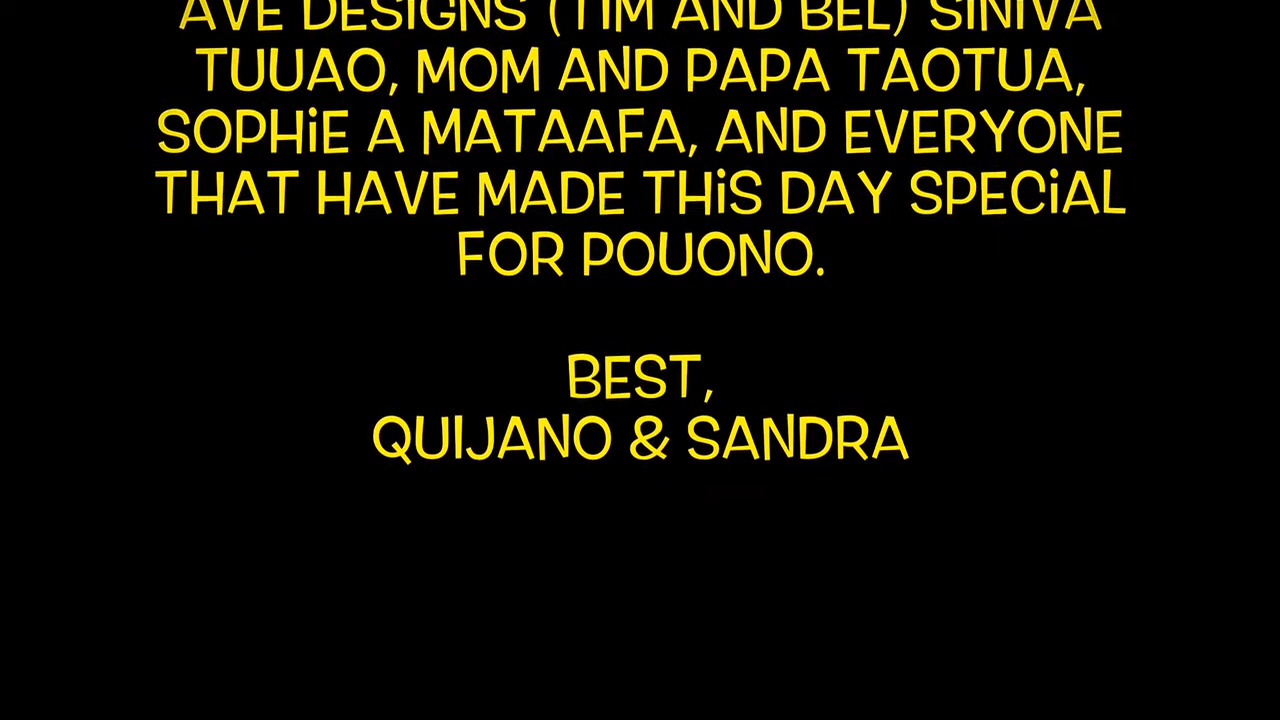 AVE DESIGNS (TIM AND BEL) SiNiVA
TUUAO, MOM AND PAPA TAOTUA,
SOPHiE A MATAAFA, AND EVERYONE
THAT HAVE MADE THiS DAY SPECiAL
FOR POUONO.
BEST,
QUIJANO & SANDRA